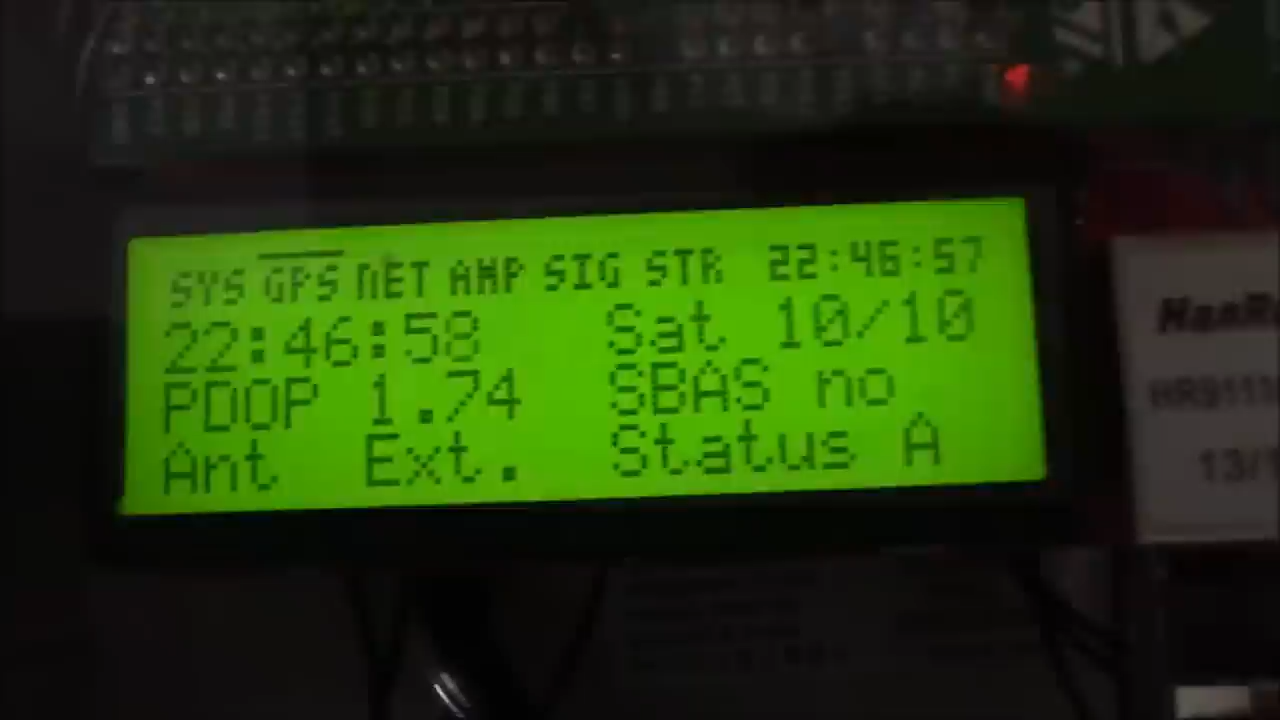 SYS GPS NET AMP SIG STR 22:46:57
22:46:58 Sat 10/10
PDOP 1.74 SBAS no
Ant Ext. Status A